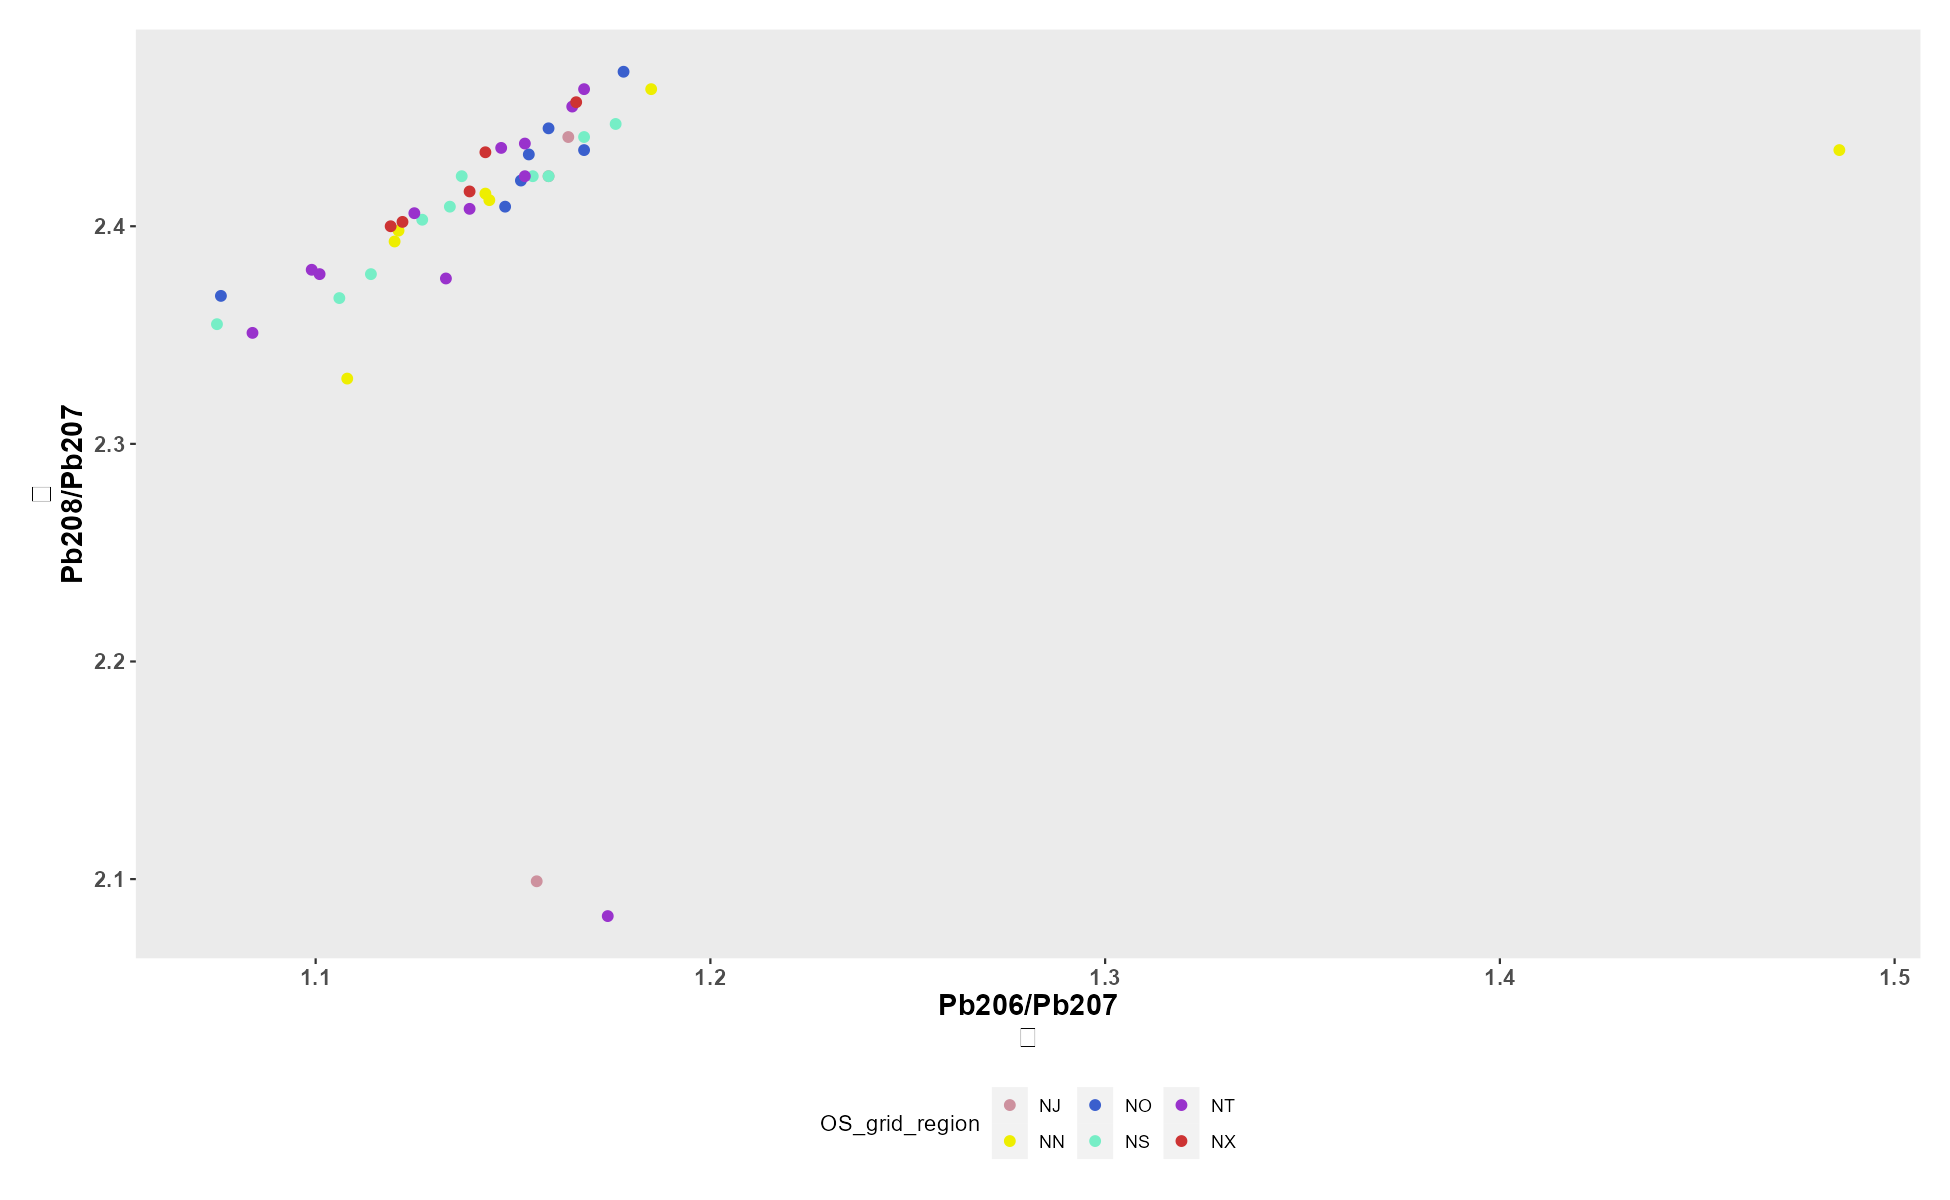 Pb208/Pb207
2.4
2.3
2.2
2.1
1.1 1.2 1.3 1.4 1.5
Pb206/Pb207
OS_grid_region
NJ NO NT
NN NS NX